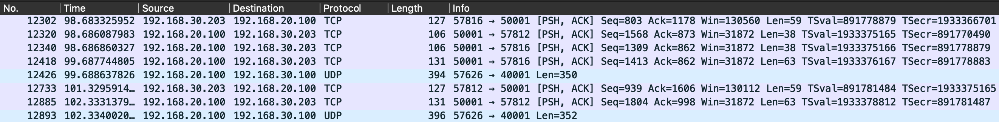 No. Time Source Destination Protocol Length Info
12302 98.683325952 192.168.30.203 192.168.20.100 TCP 127 57816 → 50001 [PSH, ACK] Seq=803 Ack=1178 Win=130560 Len=59 TSval=891778879 TSecr=1933366701
12320 98.686087983 192.168.20.100 192.168.30.203 TCP 106 50001 → 57812 [PSH, ACK] Seq=1568 Ack=873 Win=31872 Len=38 TSval=1933375165 TSecr=891770490
12340 98.686860327 192.168.20.100 192.168.30.203 TCP 106 50001 → 57816 [PSH, ACK] Seq=1309 Ack=862 Win=31872 Len=38 TSval=1933375166 TSecr=891778879
12418 99.687744805 192.168.20.100 192.168.30.203 TCP 131 50001 → 57816 [PSH, ACK] Seq=1413 Ack=862 Win=31872 Len=63 TSval=1933376167 TSecr=891778883
12426 99.688637826 192.168.20.100 192.168.30.100 UDP 394 57626 → 40001 Len=350
12733 101.3295914… 192.168.30.203 192.168.20.100 TCP 127 57812 → 50001 [PSH, ACK] Seq=939 Ack=1606 Win=130112 Len=59 TSval=891781484 TSecr=1933375165
12885 102.3331379… 192.168.20.100 192.168.30.203 TCP 131 50001 → 57812 [PSH, ACK] Seq=1804 Ack=998 Win=31872 Len=63 TSval=1933378812 TSecr=891781487
12893 102.3340020… 192.168.20.100 192.168.30.100 UDP 396 57626 → 40001 Len=352